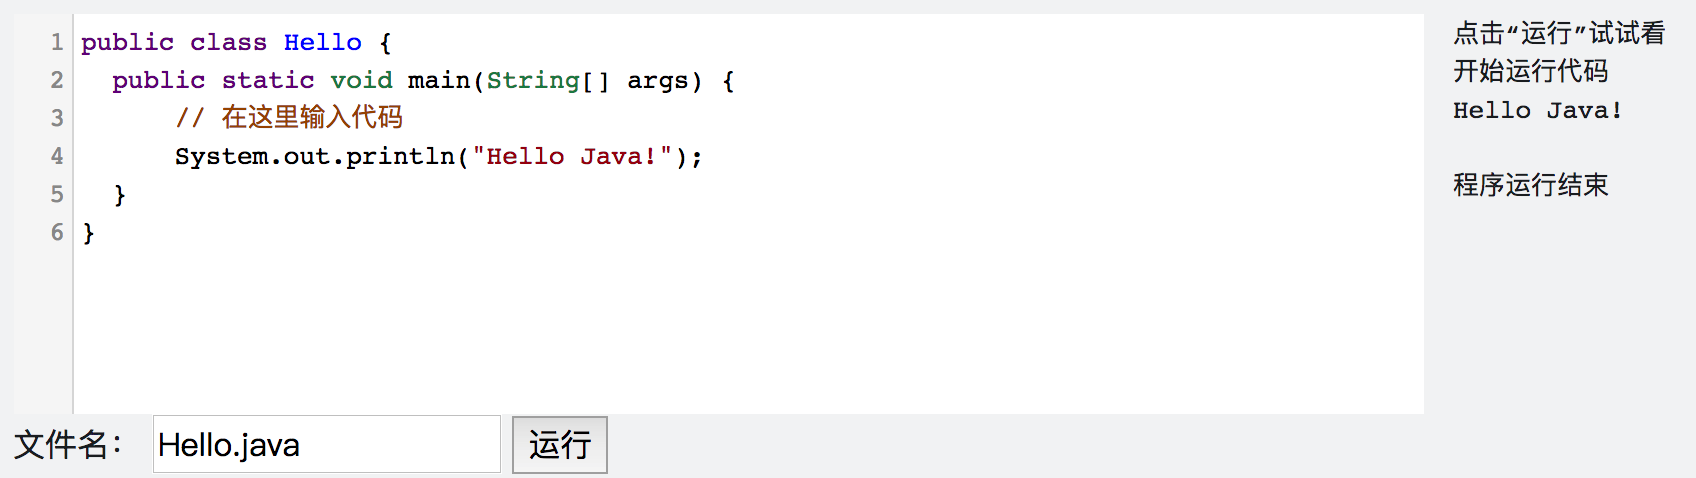 1 public class Hello {
2   public static void main(String[] args) {
3       // 在这里输入代码
4       System.out.println("Hello Java!");
5   }
6 }
点击“运行”试试看
开始运行代码
Hello Java!
程序运行结束
文件名： Hello.java 运行